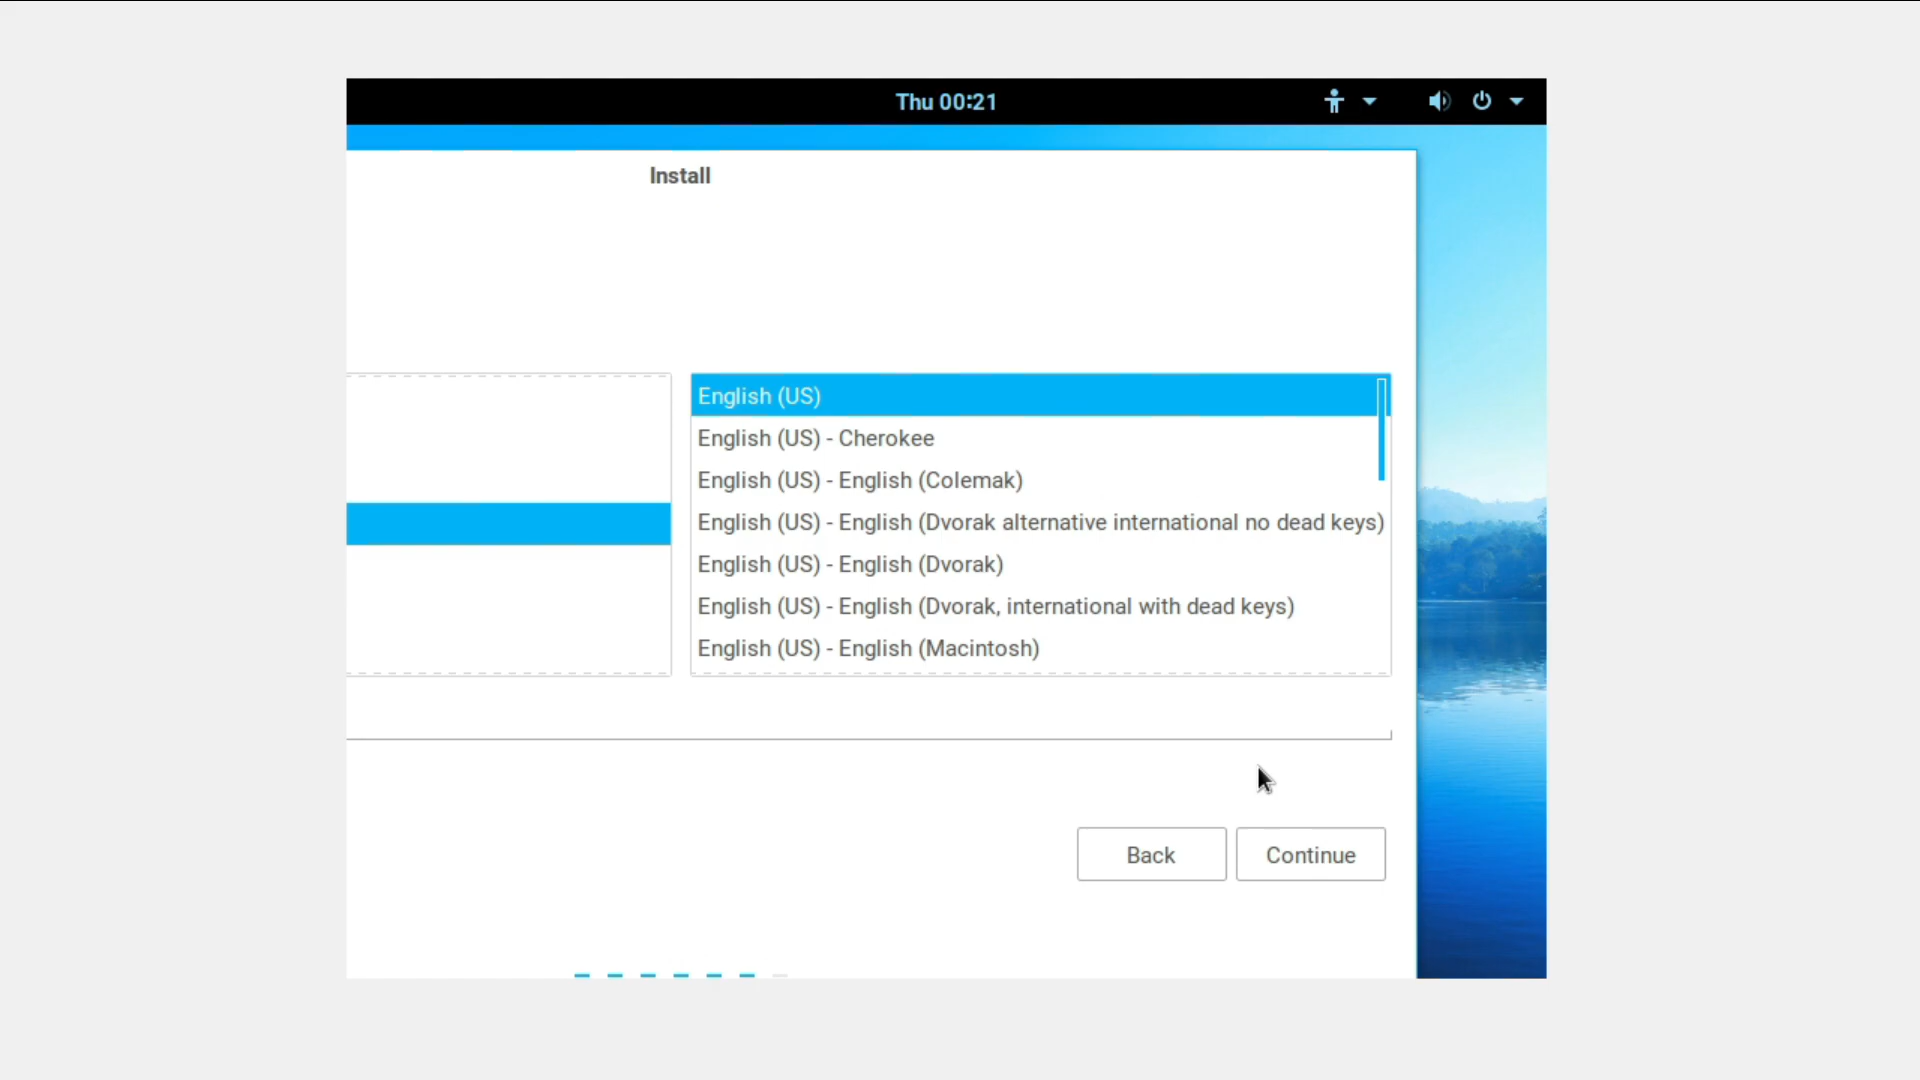 Thu 00:21
Install
English (US)
English (US) - Cherokee
English (US) - English (Colemak)
English (US) - English (Dvorak alternative international no dead keys)
English (US) - English (Dvorak)
English (US) - English (Dvorak, international with dead keys)
English (US) - English (Macintosh)
Back
Continue